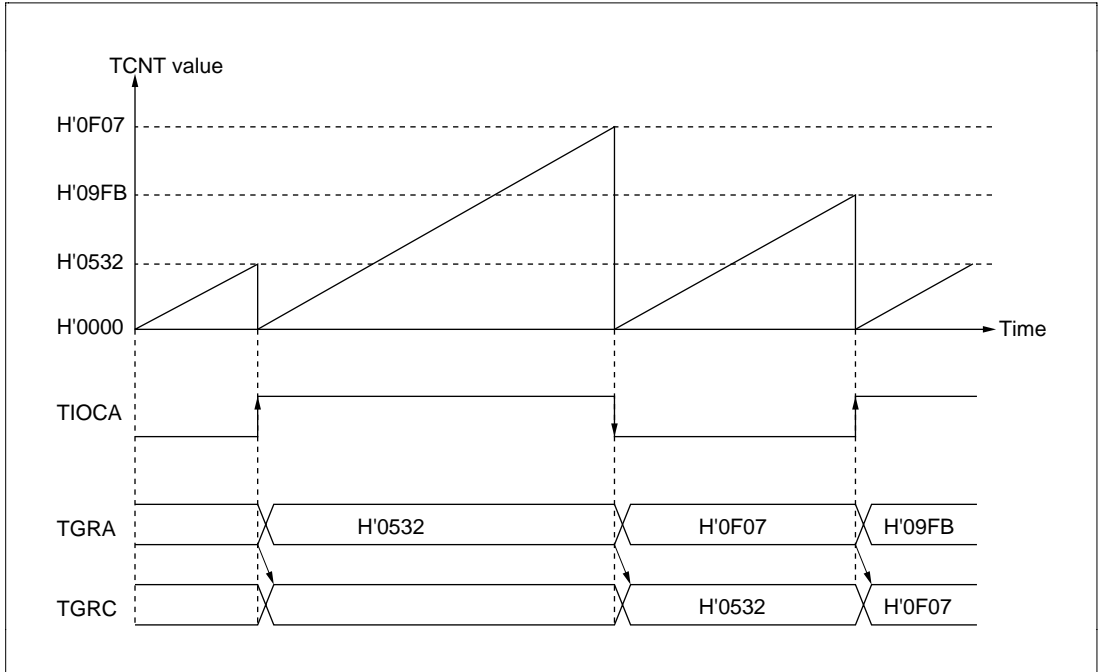 TCNT value
H'0F07
H'09FB
H'0532
H'0000
Time
TIOCA
TGRA H'0532 H'0F07 H'09FB
TGRC H'0532 H'0F07